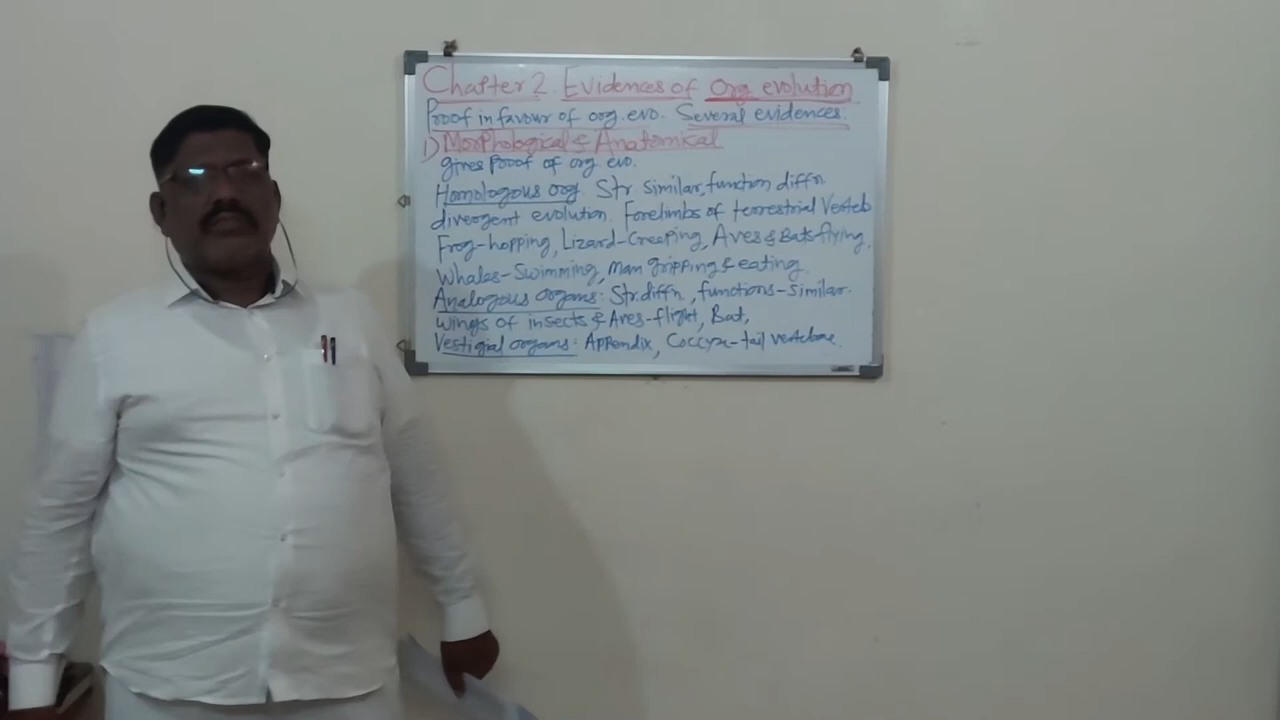 Chapter 2. Evidences of Org evolution
Proof in favour of org. evo. Several evidences.
1) Morphological & Anatomical
gives Proof of org evo.
Homologous org. Str similar, function diffn
divergent evolution. Forelimbs of terrestrial Verteb
Frog-hopping, Lizard-Creeping, Aves & Bats-flying.
Whales-Swimming, Man gripping & eating.
Analogous Organs: Str. diffn, functions-similar.
wings of insects & Aves-flight, Bat,
Vestigial organs: Appendix, Coccyx-tail vertebrae.